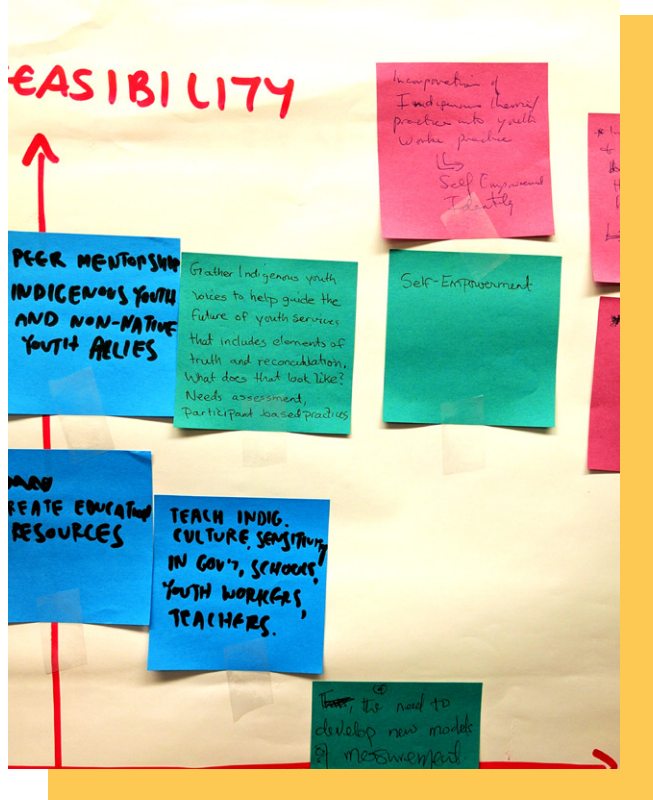 EASIBILITY
Incorporation of
Indigenous
practice into youth
worker practice
Self Empowerment
Identity
PEER MENTORSHIP
INDIGENOUS YOUTH
AND NON-NATIVE
YOUTH ALLIES
Gather Indigenous youth
voices to help guide the
future of youth services
that includes elements of
truth and reconciliation.
What does that look like?
Needs assessment,
participant based practices
Self-Empowerment
REATE EDUCATION
RESOURCES
TEACH INDIG.
CULTURE, SENSITIVITY
IN GOV'T, SCHOOLS,
YOUTH WORKERS,
TEACHERS.
the need to
develop new models
of measurement